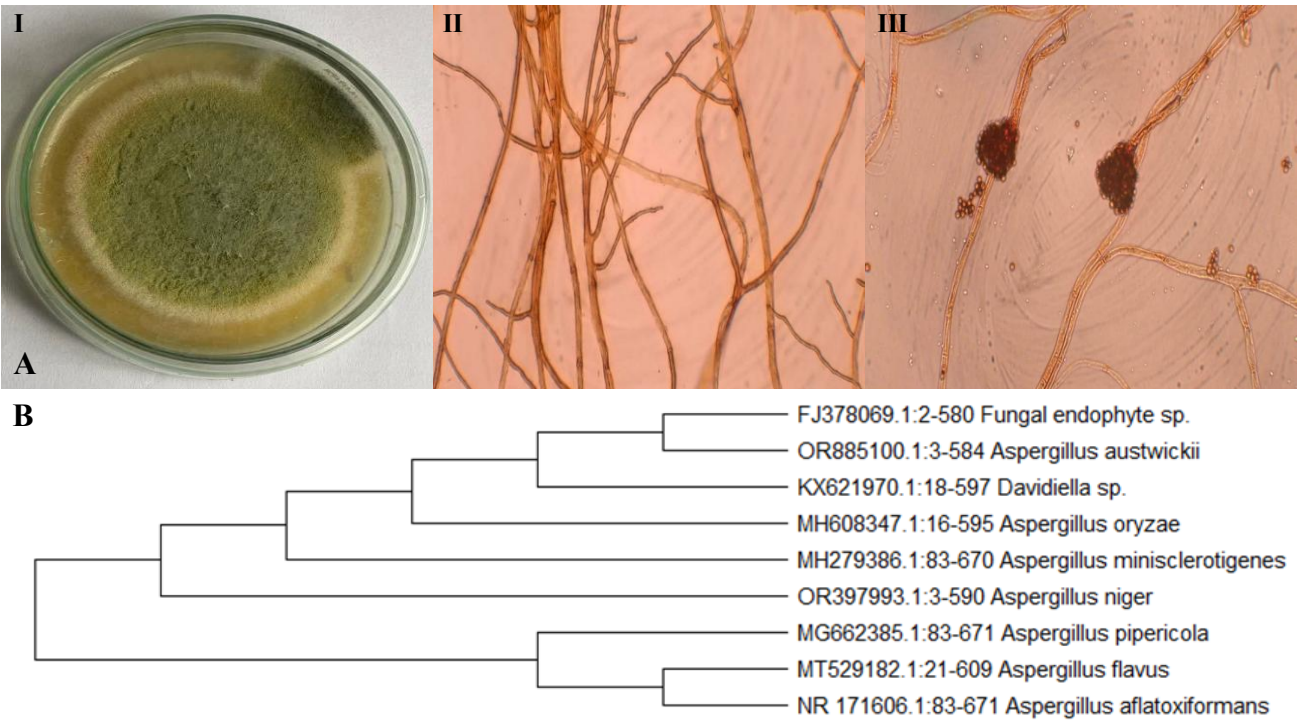 I
II
III
A
B
FJ378069.1:2-580 Fungal endophyte sp.
OR885100.1:3-584 Aspergillus austwickii
KX621970.1:18-597 Davidiella sp.
MH608347.1:16-595 Aspergillus oryzae
MH279386.1:83-670 Aspergillus minisclerotigenes
OR397993.1:3-590 Aspergillus niger
MG662385.1:83-671 Aspergillus pipericola
MT529182.1:21-609 Aspergillus flavus
NR 171606.1:83-671 Aspergillus aflatoxiformans